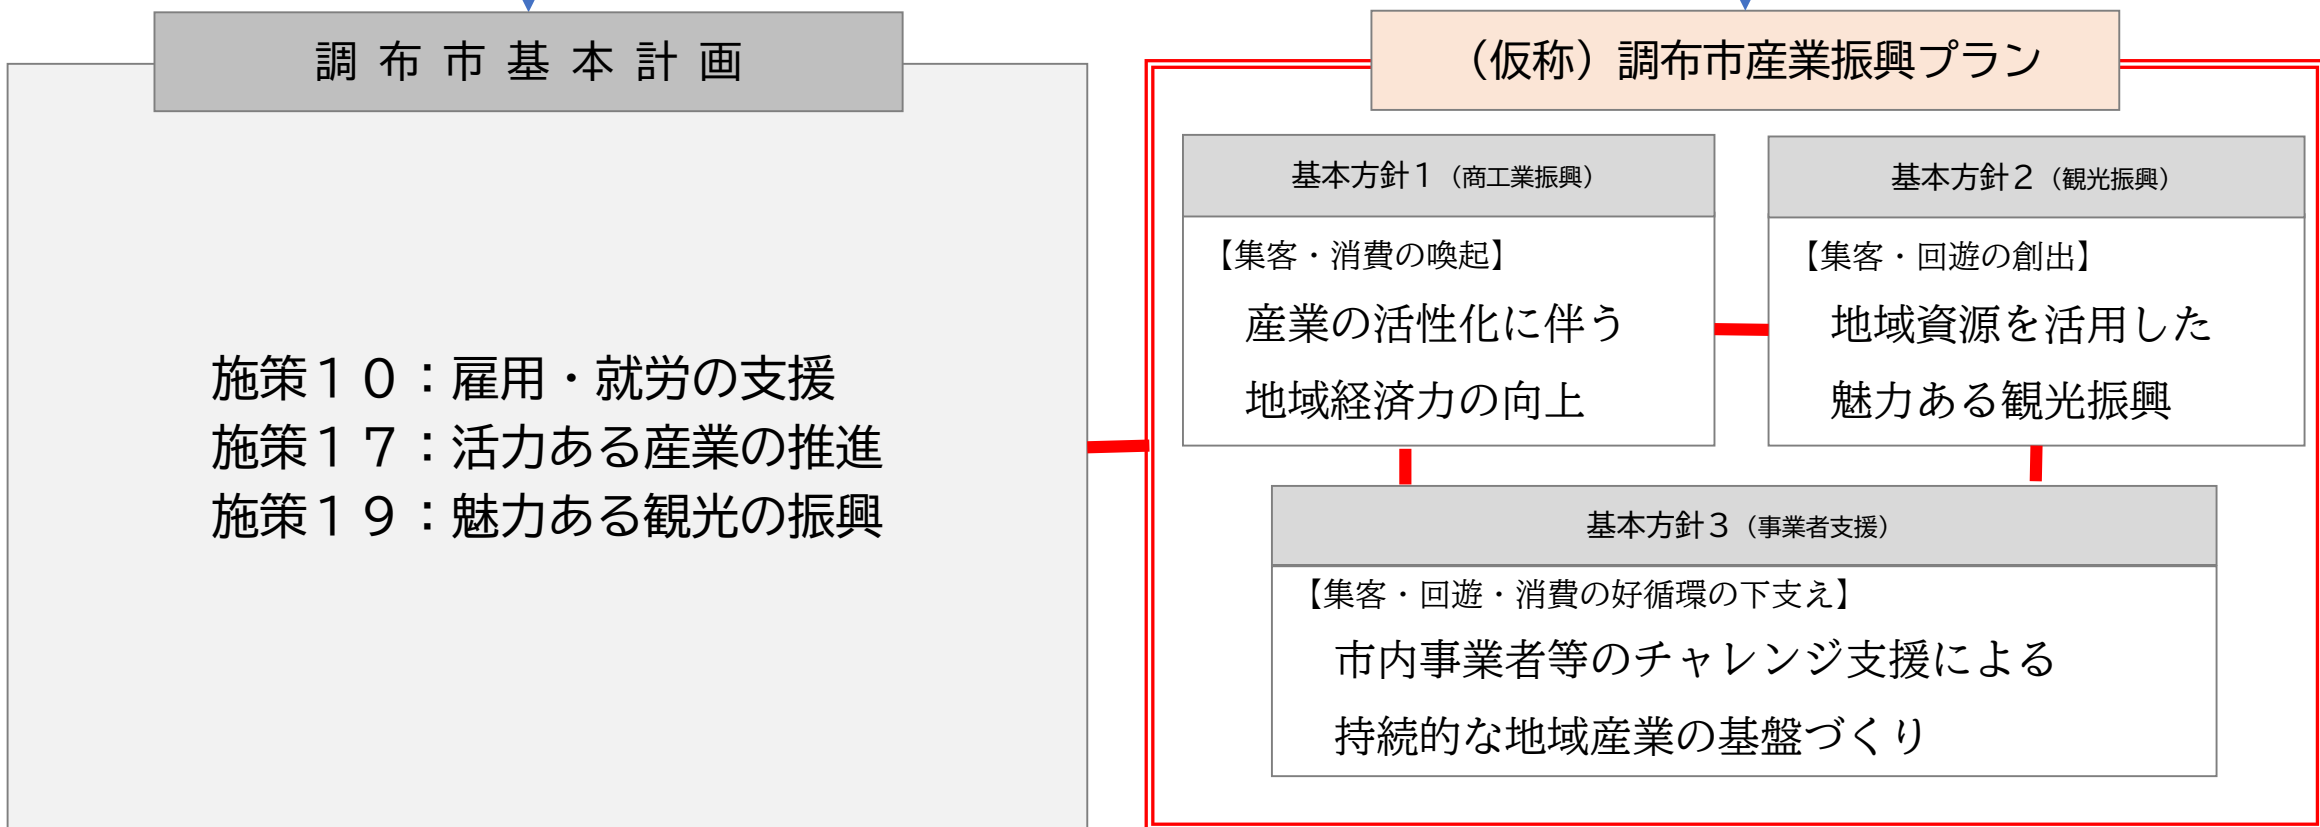 調布市基本計画
施策１０：雇用・就労の支援
施策１７：活力ある産業の推進
施策１９：魅力ある観光の振興
（仮称）調布市産業振興プラン
基本方針１（商工業振興）
【集客・消費の喚起】
産業の活性化に伴う
地域経済力の向上
基本方針２（観光振興）
【集客・回遊の創出】
地域資源を活用した
魅力ある観光振興
基本方針３（事業者支援）
【集客・回遊・消費の好循環の下支え】
市内事業者等のチャレンジ支援による
持続的な地域産業の基盤づくり